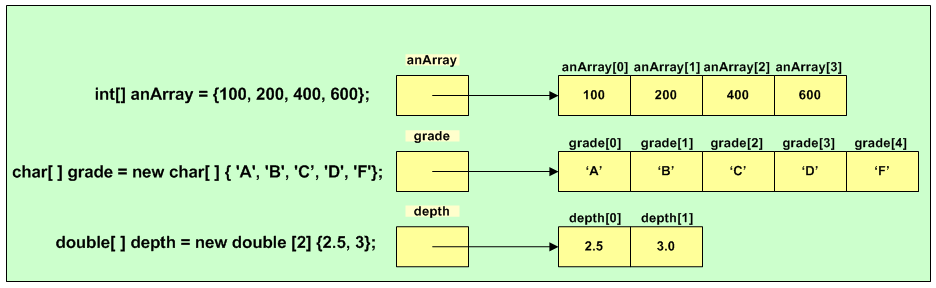 anArray
anArray[0] anArray[1] anArray[2] anArray[3]
int[] anArray = {100, 200, 400, 600};
100 200 400 600
grade
grade[0] grade[1] grade[2] grade[3] grade[4]
char[ ] grade = new char[ ] { 'A', 'B', 'C’, 'D', 'F'};
‘A’ ‘B’ ‘C’ ‘D’ ‘F’
depth
depth[0] depth[1]
double[ ] depth = new double [2] {2.5, 3};
2.5 3.0